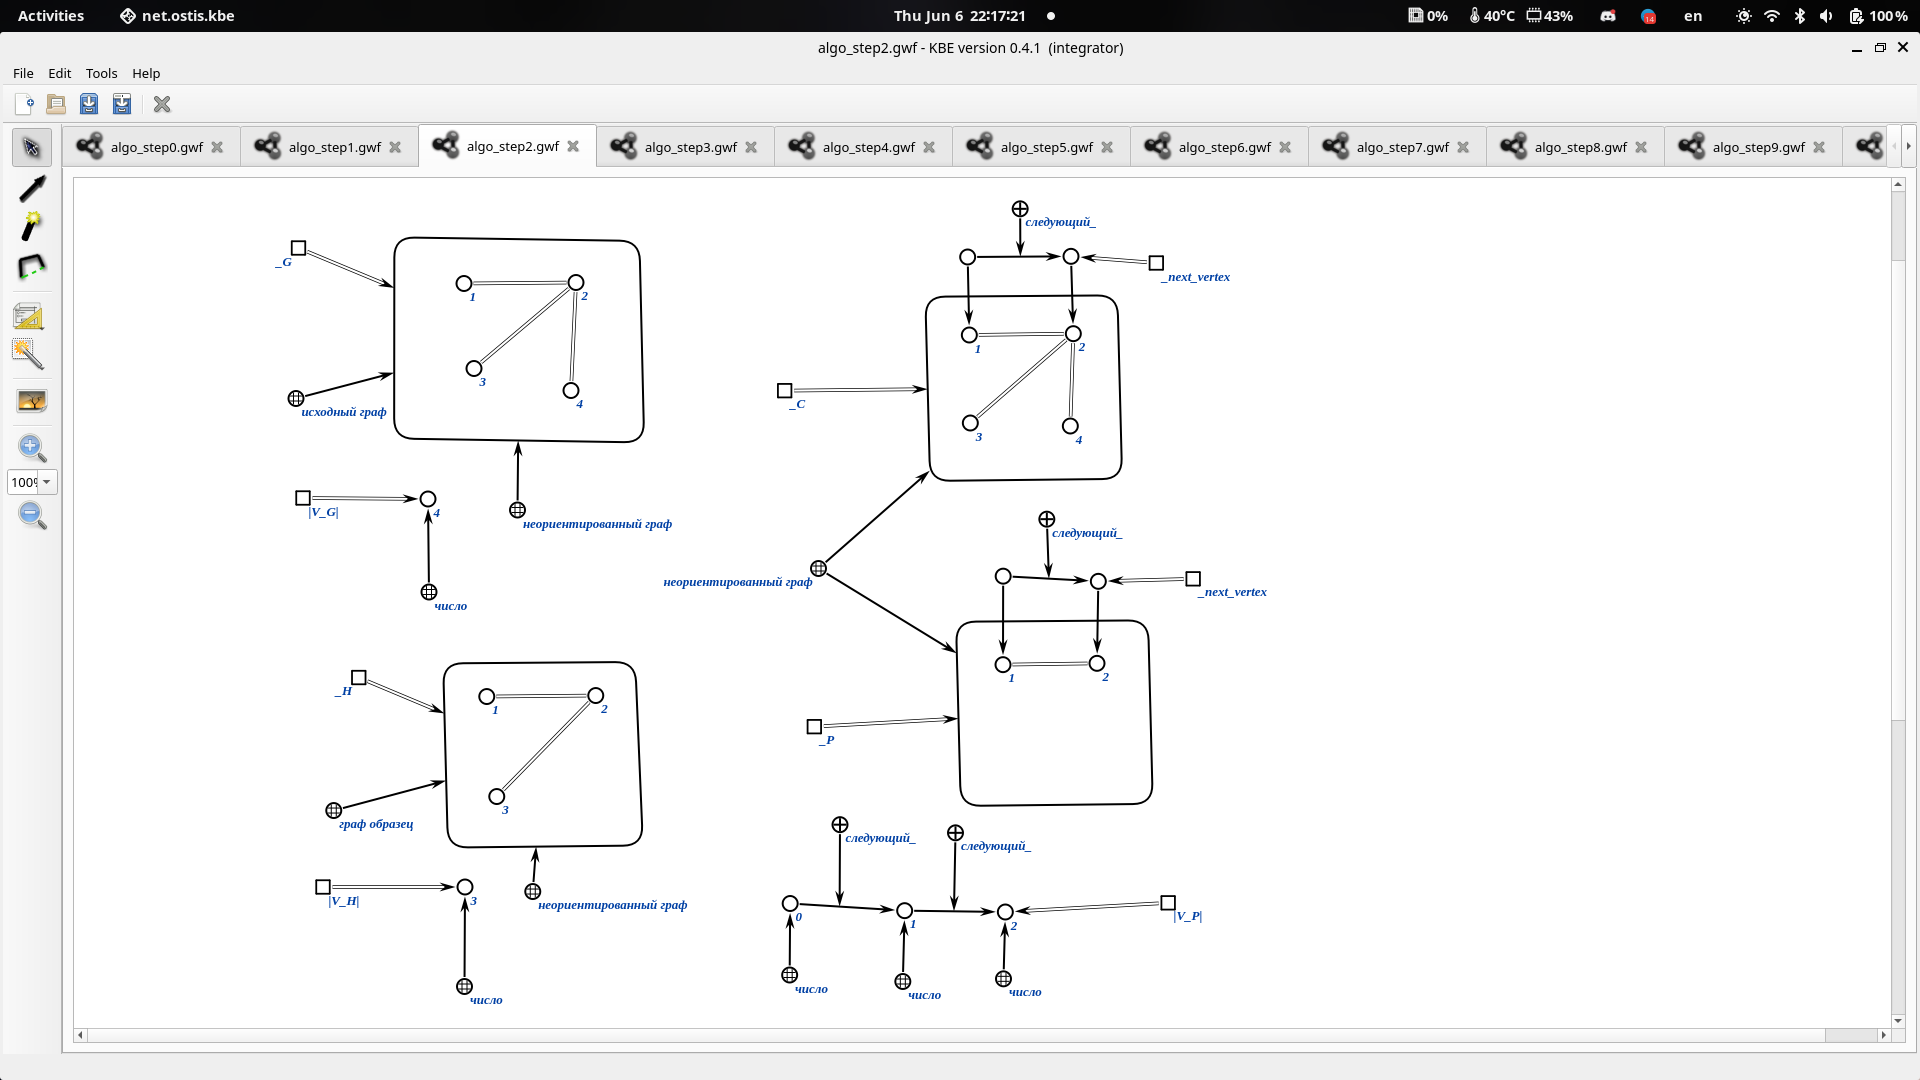 Activities
net.ostis.kbe
Thu Jun 6 22:17:21
0%
40°C
43%
14
en
100 %
algo_step2.gwf - KBE version 0.4.1 (integrator)
File Edit Tools Help
algo_step0.gwf
algo_step1.gwf
algo_step2.gwf
algo_step3.gwf
algo_step4.gwf
algo_step5.gwf
algo_step6.gwf
algo_step7.gwf
algo_step8.gwf
algo_step9.gwf
_G
1
2
3
4
исходный граф
неориентированный граф
|V_G|
4
число
_H
1
2
3
граф образец
неориентированный граф
|V_H|
3
число
следующий_
_next_vertex
_C
1
2
3
4
неориентированный граф
следующий_
_next_vertex
_P
1
2
следующий_
следующий_
0
1
2
|V_P|
число
число
число